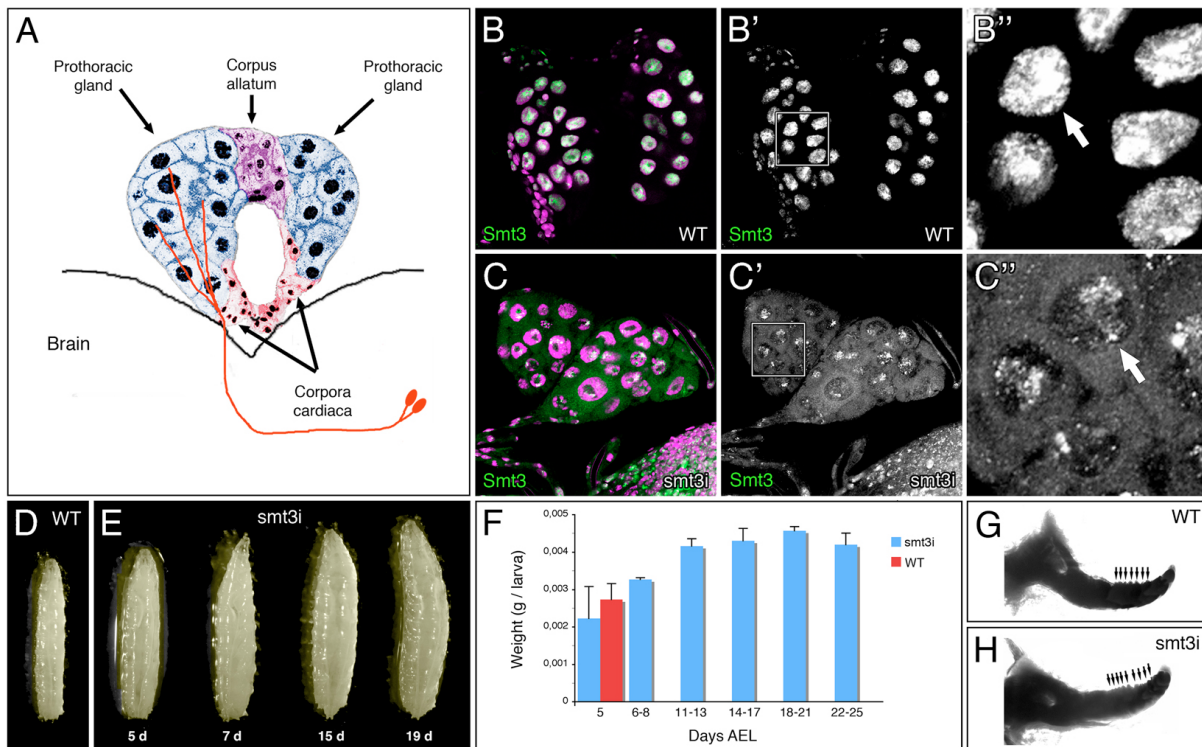 A
Prothoracic
gland
Corpus
allatum
Prothoracic
gland
Brain
Corpora
cardiaca
B
Smt3
WT
B'
B''
C
Smt3
smt3i
C'
Smt3
smt3i
C''
D
WT
E
smt3i
5 d
7 d
15 d
19 d
F
Weight (g / larva)
0,005
0,004
0,003
0,002
0,001
0
5
6-8
11-13
14-17
18-21
22-25
Days AEL
smt3i
WT
G
WT
H
smt3i
Smt3
WT